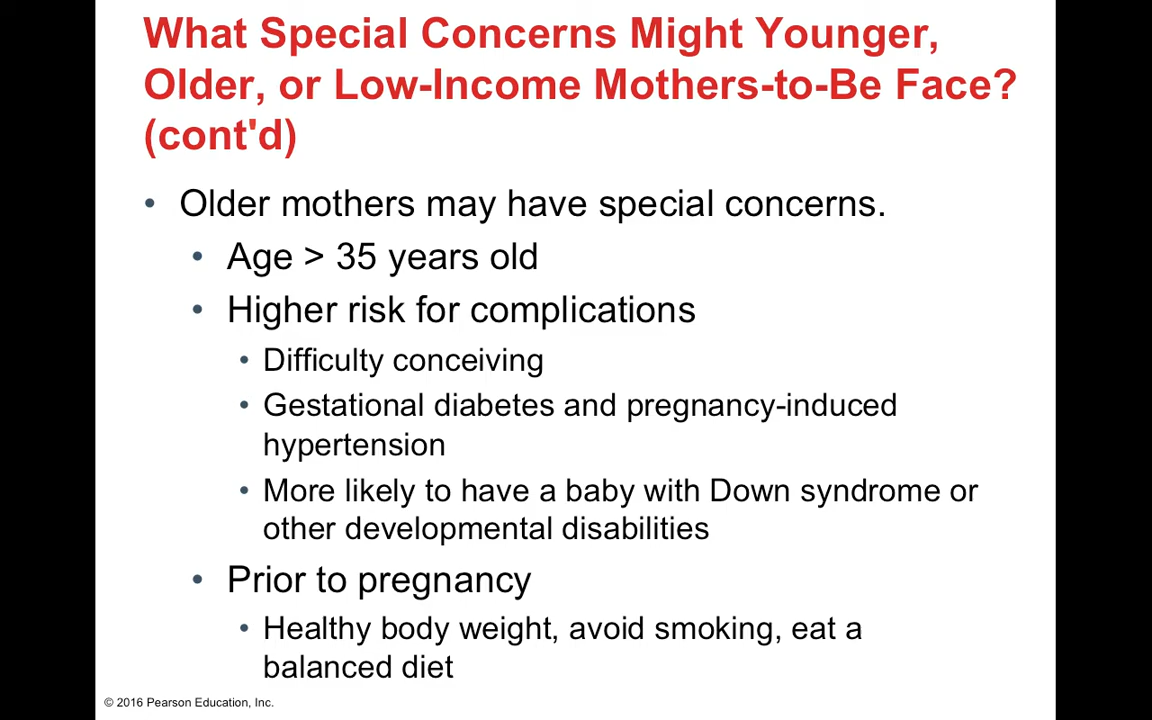 What Special Concerns Might Younger,
Older, or Low-Income Mothers-to-Be Face?
(cont'd)
• Older mothers may have special concerns.
• Age > 35 years old
• Higher risk for complications
• Difficulty conceiving
• Gestational diabetes and pregnancy-induced
hypertension
• More likely to have a baby with Down syndrome or
other developmental disabilities
• Prior to pregnancy
• Healthy body weight, avoid smoking, eat a
balanced diet
© 2016 Pearson Education, Inc.